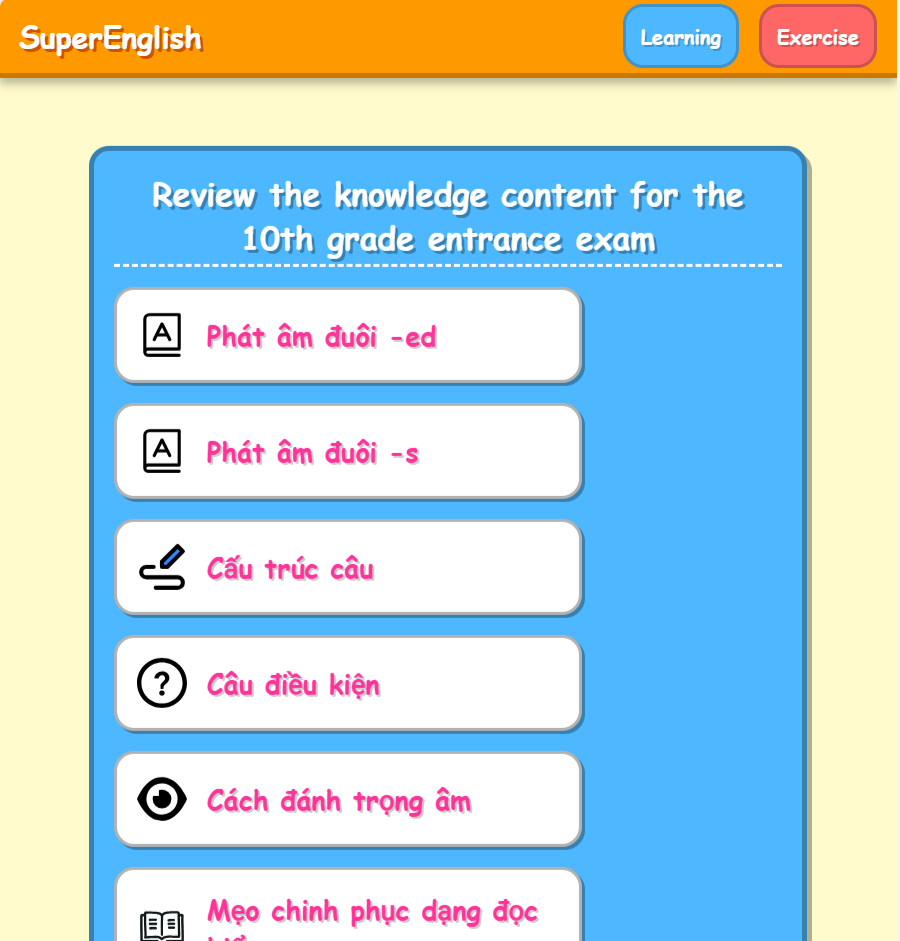 SuperEnglish
Learning
Exercise
Review the knowledge content for the
10th grade entrance exam
Phát âm đuôi -ed
Phát âm đuôi -s
Cấu trúc câu
Câu điều kiện
Cách đánh trọng âm
Mẹo chinh phục dạng đọc